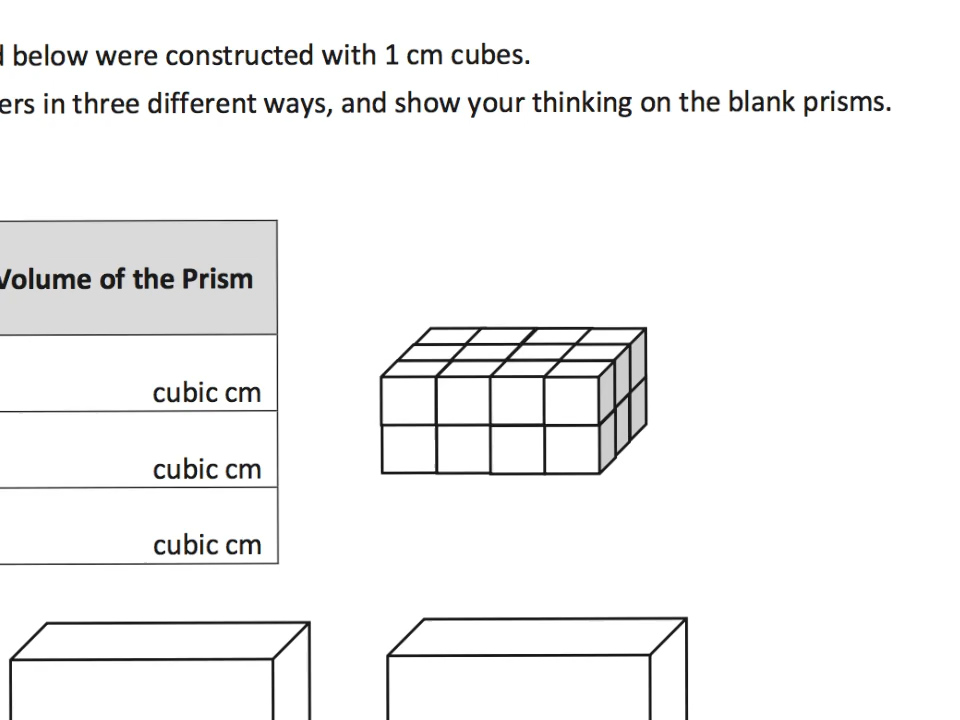 below were constructed with 1 cm cubes.
ers in three different ways, and show your thinking on the blank prisms.
Volume of the Prism
cubic cm
cubic cm
cubic cm